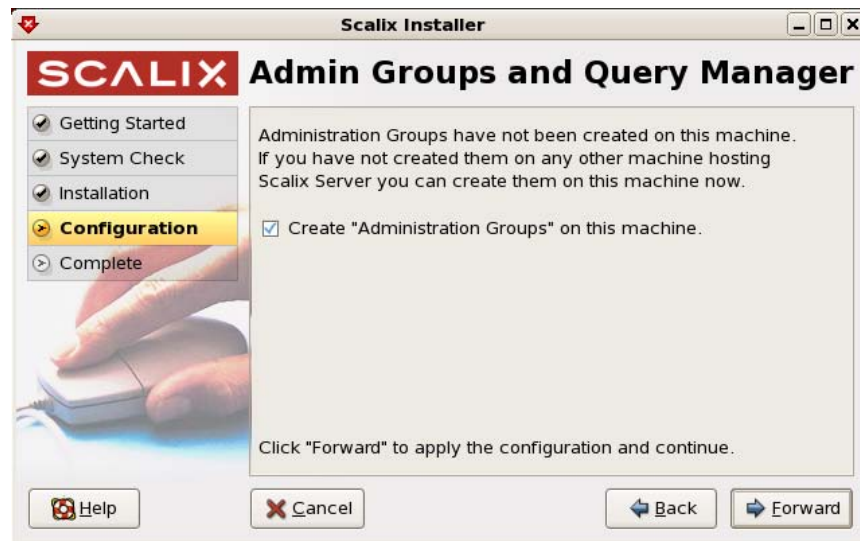 Scalix Installer
SCALIX
Admin Groups and Query Manager
Getting Started
System Check
Installation
Configuration
Complete
Administration Groups have not been created on this machine.
If you have not created them on any other machine hosting
Scalix Server you can create them on this machine now.
Create "Administration Groups" on this machine.
Click "Forward" to apply the configuration and continue.
Help
Cancel
Back
Forward